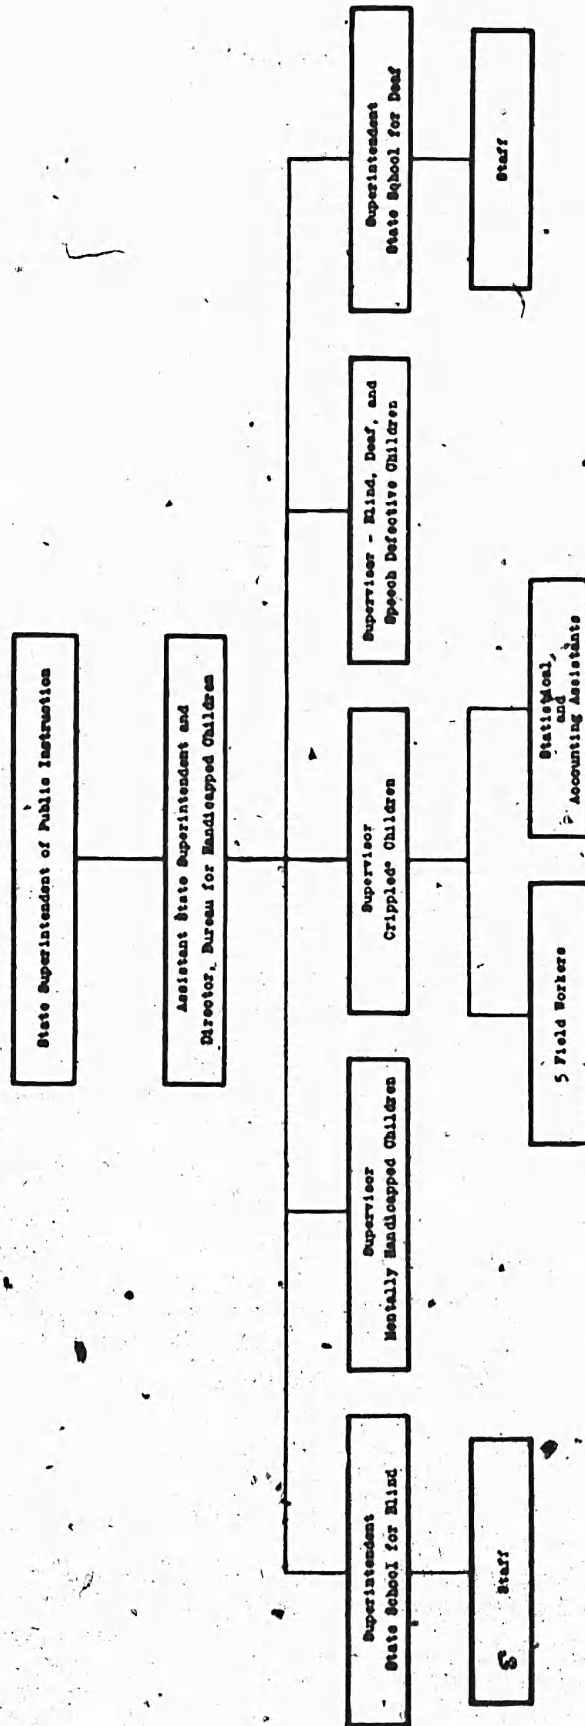 State Superintendent of Public Instruction
Assistant State Superintendent and
Director, Bureau for Handicapped Children
Superintendent
State School for Blind
Supervisor
Mentally Handicapped Children
Supervisor
Crippled* Children
Supervisor - Blind, Deaf, and
Speech Defective Children
Superintendent
State School for Deaf
Staff
5 Field Workers
Statistical,
and
Accounting Assistants
Staff